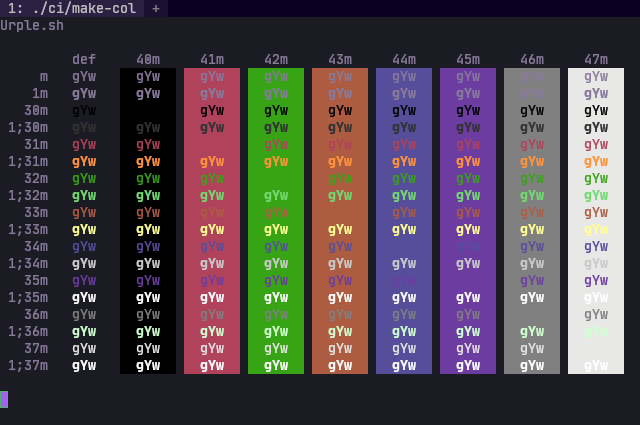 1: ./ci/make-col +
Urple.sh
def 40m 41m 42m 43m 44m 45m 46m 47m
m gYw gYw gYw gYw gYw gYw gYw gYw gYw
1m gYw gYw gYw gYw gYw gYw gYw gYw gYw
30m gYw gYw gYw gYw gYw gYw gYw gYw
1;30m gYw gYw gYw gYw gYw gYw gYw gYw gYw
31m gYw gYw gYw gYw gYw gYw gYw gYw
1;31m gYw gYw gYw gYw gYw gYw gYw gYw gYw
32m gYw gYw gYw gYw gYw gYw gYw gYw
1;32m gYw gYw gYw gYw gYw gYw gYw gYw gYw
33m gYw gYw gYw gYw gYw gYw gYw gYw
1;33m gYw gYw gYw gYw gYw gYw gYw gYw gYw
34m gYw gYw gYw gYw gYw gYw gYw gYw
1;34m gYw gYw gYw gYw gYw gYw gYw gYw gYw
35m gYw gYw gYw gYw gYw gYw gYw gYw
1;35m gYw gYw gYw gYw gYw gYw gYw gYw gYw
36m gYw gYw gYw gYw gYw gYw gYw gYw
1;36m gYw gYw gYw gYw gYw gYw gYw gYw gYw
37m gYw gYw gYw gYw gYw gYw gYw gYw
1;37m gYw gYw gYw gYw gYw gYw gYw gYw gYw